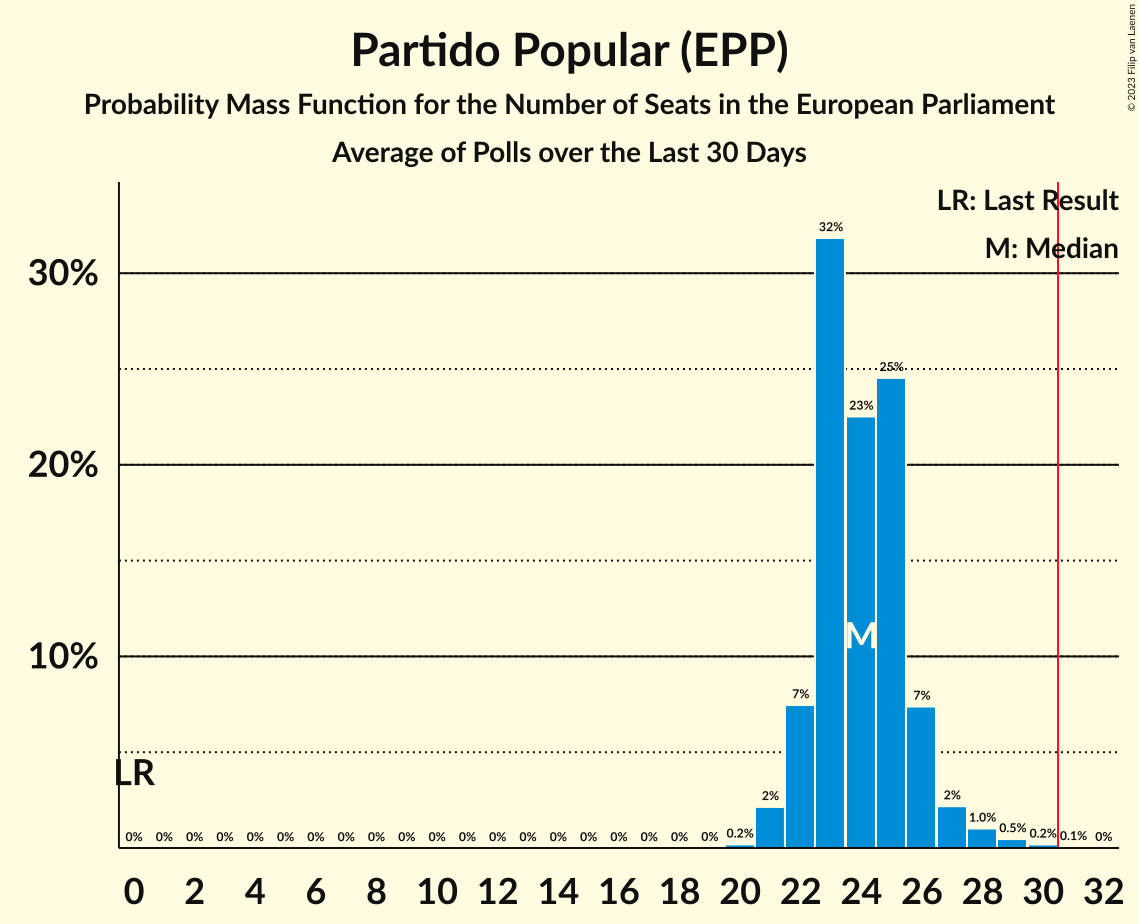 © 2023 Filip van Laenen
Partido Popular (EPP)
Probability Mass Function for the Number of Seats in the European Parliament
Average of Polls over the Last 30 Days
LR: Last Result
M: Median
32%
30%
25%
23%
20%
M
10%
7% 7%
LR
2% 2%
0% 0% 0% 0% 0% 0% 0% 0% 0% 0% 0% 0% 0% 0% 0% 0% 0% 0% 0% 0% 0.2% 1.0% 0.5% 0.2% 0.1% 0%
0 2 4 6 8 10 12 14 16 18 20 22 24 26 28 30 32